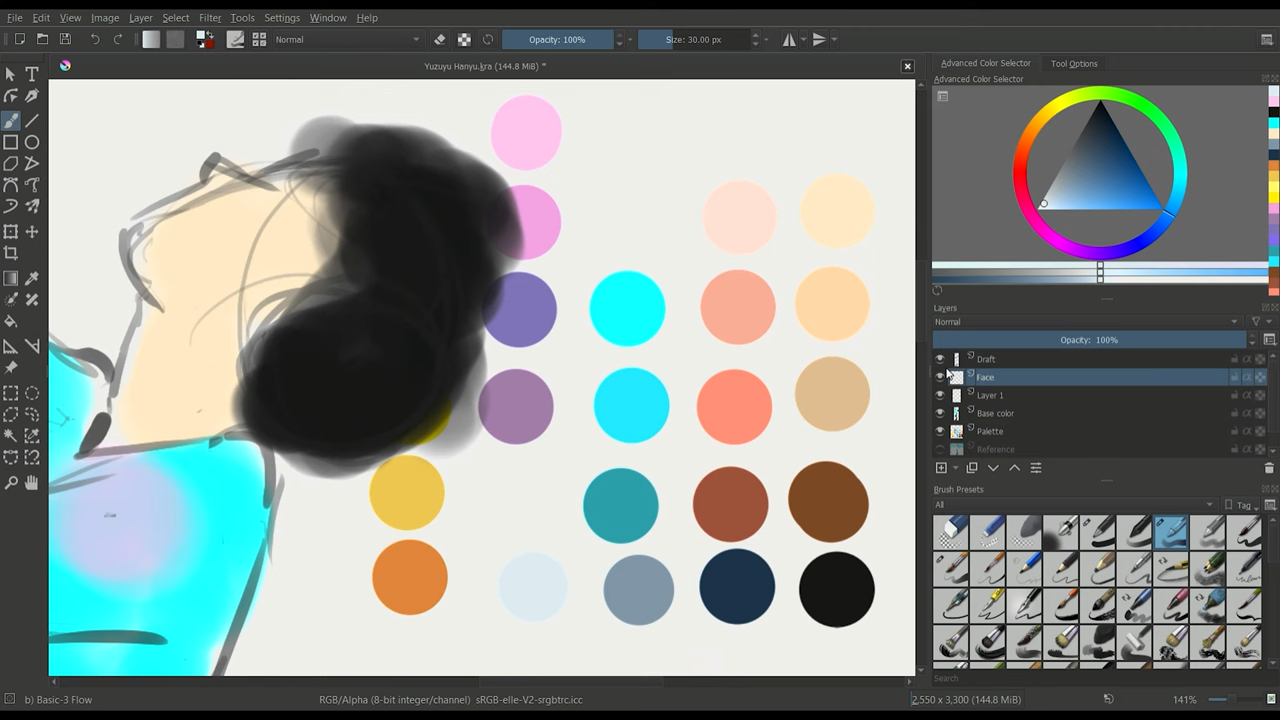 File Edit View Image Layer Select Filter Tools Settings Window Help
Normal Opacity: 100% Size: 30.00 px
Yuzuyu Hanyu.kra (144.8 MiB) *
Advanced Color Selector Tool Options
Advanced Color Selector
Layers
Normal
Opacity: 100%
Draft
Face
Layer 1
Base color
Palette
Reference
Brush Presets
All Tag
Search
b) Basic-3 Flow RGB/Alpha (8-bit integer/channel) sRGB-elle-V2-srgbtrc.icc 2,550 x 3,300 (144.8 MiB) 141%